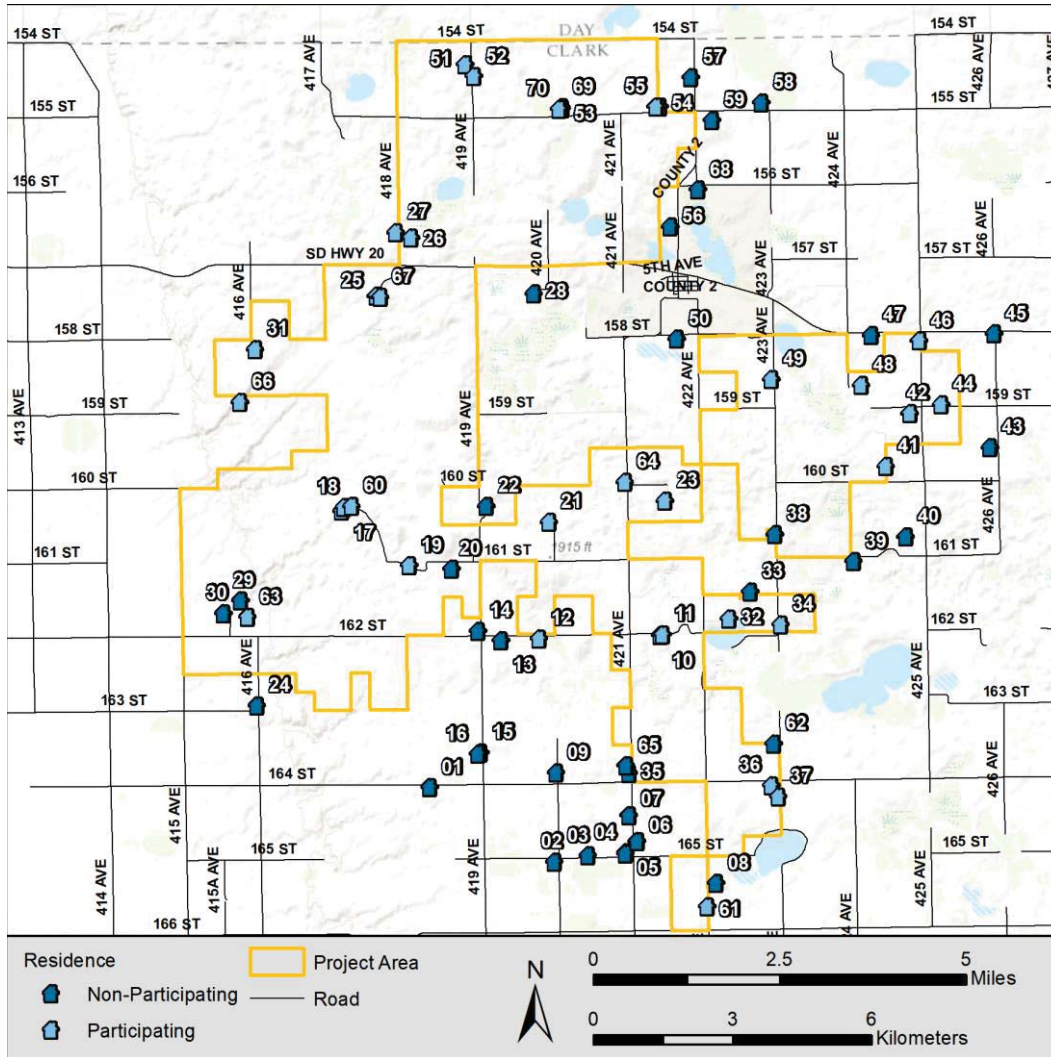 154 ST
154 ST
DAY
154 ST
154 ST
CLARK
417 AVE
51
52
57
426 AVE
427 AVE
58
155 ST
70
69
55
54
59
155 ST
53
419 AVE
421 AVE
COUNTY 2
424 AVE
418 AVE
68
156 ST
156 ST
56
27
26
426 AVE
157 ST
157 ST
SD HWY 20
420 AVE
421 AVE
5TH AVE
423 AVE
416 AVE
25
67
28
COUNTY 2
31
158 ST
158 ST
50
47
46
45
423 AVE
49
48
66
422 AVE
42
44
413 AVE
159 ST
419 AVE
159 ST
159 ST
159 ST
43
41
64
160 ST
160 ST
160 ST
18
60
22
21
23
426 AVE
17
38
40
161 ST
19
20
161 ST
1915 ft
39
161 ST
33
30
29
63
14
12
11
32
34
162 ST
421 AVE
162 ST
13
10
416 AVE
24
425 AVE
163 ST
163 ST
16
15
62
09
65
36
01
164 ST
35
37
426 AVE
415 AVE
07
02
03
04
06
165 ST
165 ST
165 ST
05
08
414 AVE
415A AVE
419 AVE
425 AVE
61
166 ST
Residence
Non-Participating
Participating
Project Area
Road
N
0
2.5
5
Miles
0
3
6
Kilometers